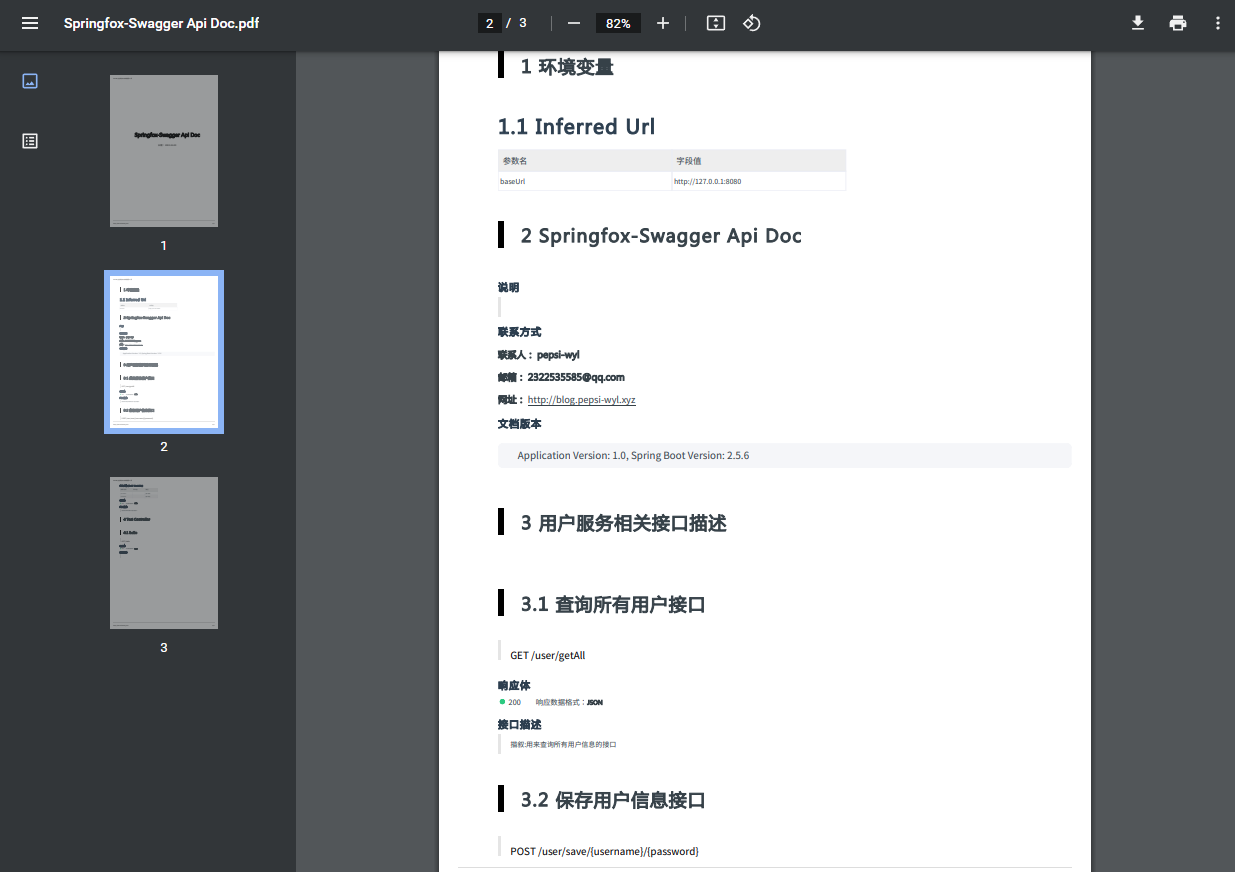 Springfox-Swagger Api Doc.pdf
2 / 3
82%
Springfox-Swagger Api Doc
1
2
3
1 环境变量
1.1 Inferred Url
参数名 字段值
baseUrl http://127.0.0.1:8080
2 Springfox-Swagger Api Doc
说明
联系方式
联系人： pepsi-wyl
邮箱： 2322535585@qq.com
网址： http://blog.pepsi-wyl.xyz
文档版本
Application Version: 1.0, Spring Boot Version: 2.5.6
3 用户服务相关接口描述
3.1 查询所有用户接口
GET /user/getAll
响应体
200 响应数据格式：JSON
接口描述
描叙:用来查询所有用户信息的接口
3.2 保存用户信息接口
POST /user/save/{username}/{password}